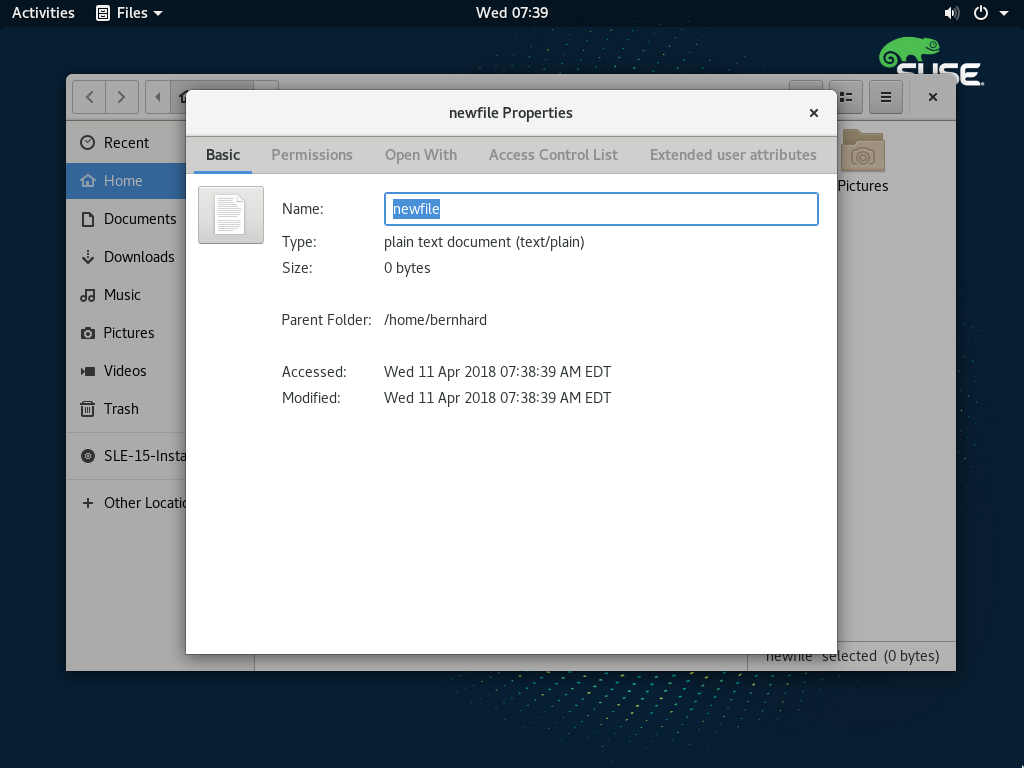 Activities Files Wed 07:39
SUSE
newfile Properties
Basic Permissions Open With Access Control List Extended user attributes
Recent
Home
Documents
Downloads
Music
Pictures
Videos
Trash
SLE-15-Insta
Other Locatio
Name: newfile
Type: plain text document (text/plain)
Size: 0 bytes
Parent Folder: /home/bernhard
Accessed: Wed 11 Apr 2018 07:38:39 AM EDT
Modified: Wed 11 Apr 2018 07:38:39 AM EDT
Pictures
"newfile" selected (0 bytes)